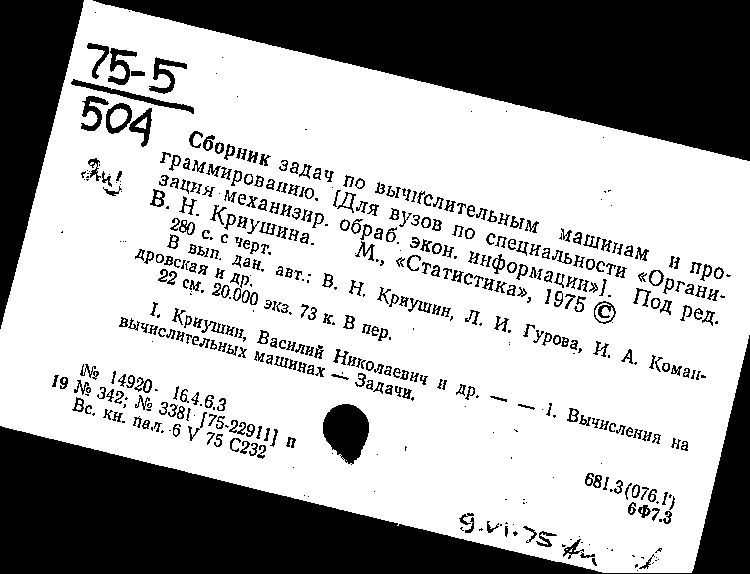 75-5
504
Сборник задач по вычислительным машинам и про-
граммированию. [Для вузов по специальности «Органи-
зация механизир. обраб. экон. информации»]. Под ред.
В. Н. Криушина. М., «Статистика», 1975 ©
280 с. с черт.
В вып. дан. авт.: В. Н. Криушин, Л. И. Гурова, И. А. Коман-
дровская и др.
22 см. 20.000 экз. 73 к. В пер.
1. Криушин, Василий Николаевич и др. — — 1. Вычисления на
вычислительных машинах — Задачи.
№ 14920 16.4.6.3
19 № 342; № 3381 [75-22911] п
Вс. кн. пал. 6 V 75 С232
681.3(076.1)
6Ф7.3
9.VI.75